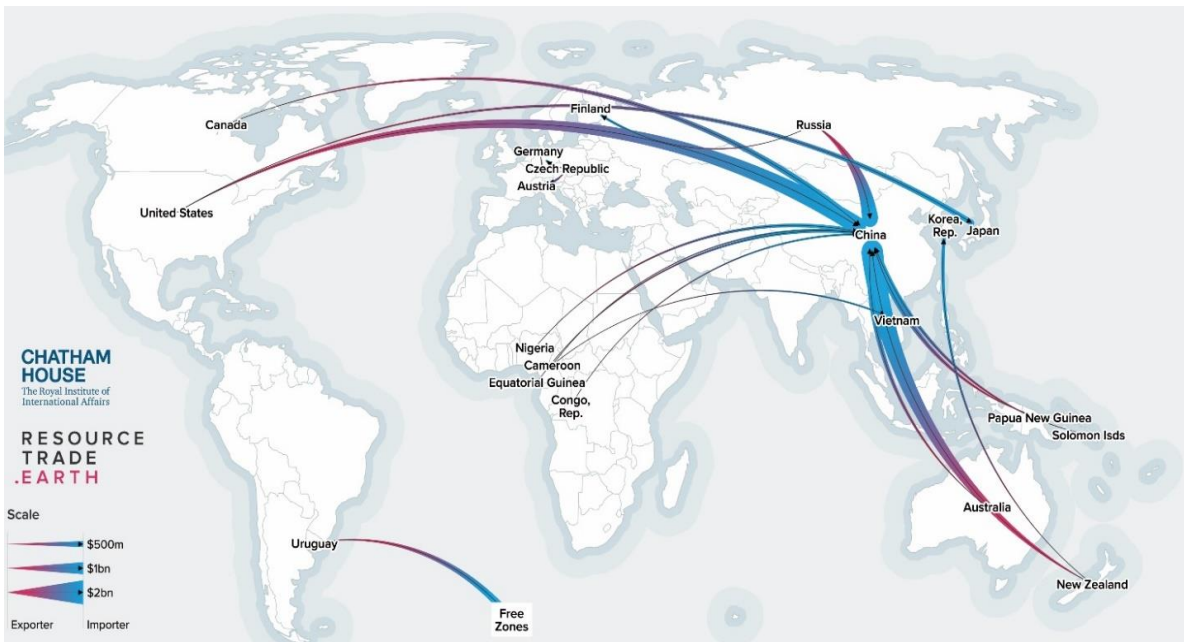 Canada
Finland
Russia
Germany
Czech Republic
Austria
United States
Korea,
Rep.
Japan
China
Vietnam
Nigeria
Cameroon
Equatorial Guinea
Congo,
Rep.
Papua New Guinea
Solomon Isds
Australia
New Zealand
Uruguay
Free
Zones
CHATHAM
HOUSE
The Royal Institute of
International Affairs
RESOURCE
TRADE
.EARTH
Scale
$500m
$1bn
$2bn
Exporter Importer